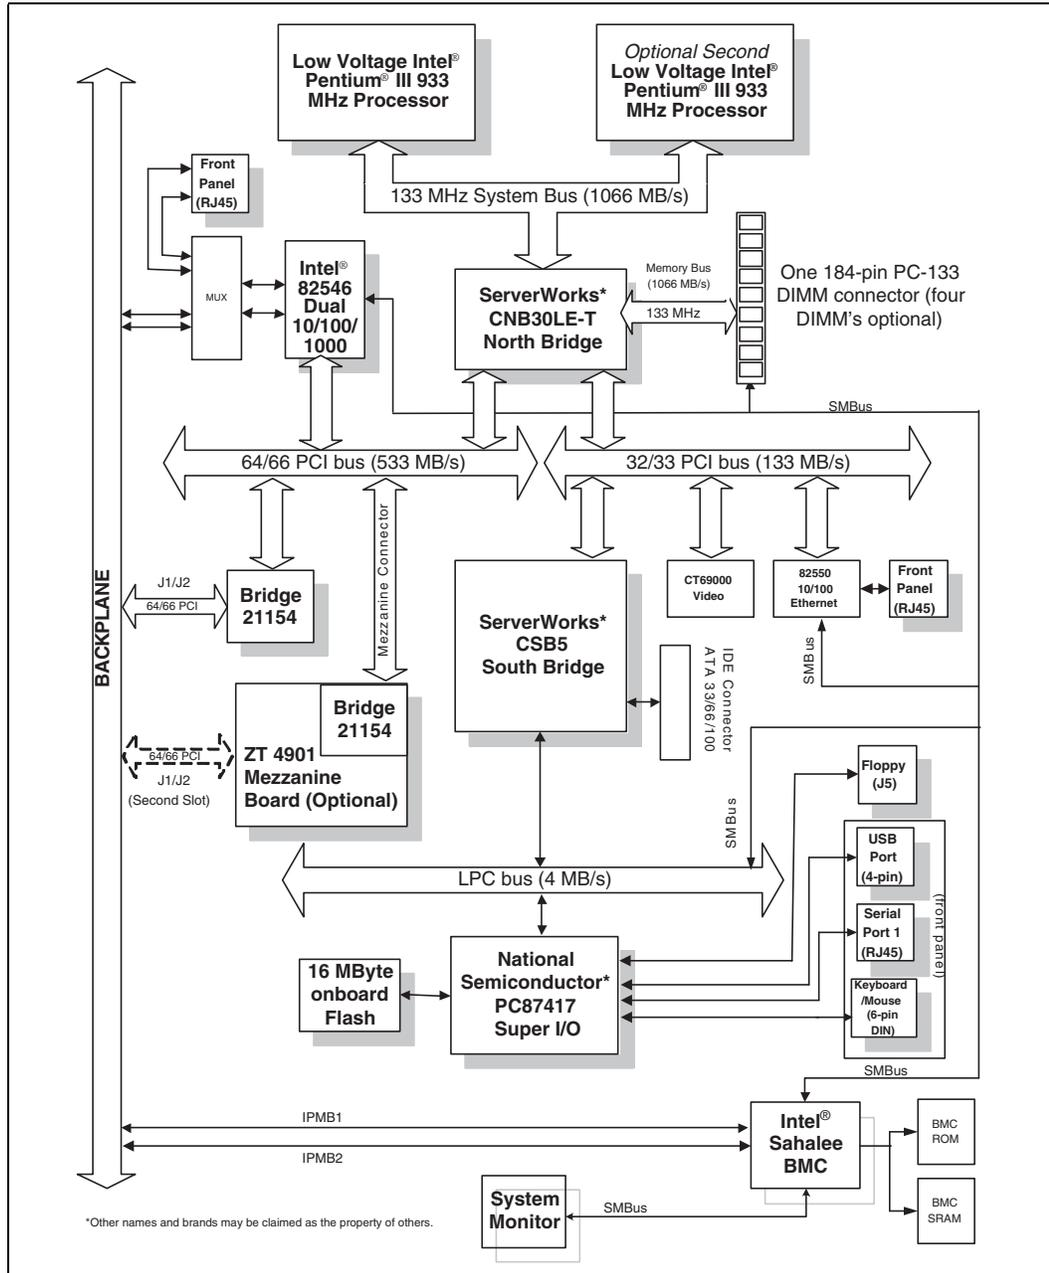 Low Voltage Intel®
Pentium® III 933
MHz Processor
Optional Second
Low Voltage Intel®
Pentium® III 933
MHz Processor
133 MHz System Bus (1066 MB/s)
Front
Panel
(RJ45)
MUX
Intel®
82546
Dual
10/100/
1000
ServerWorks*
CNB30LE-T
North Bridge
Memory Bus
(1066 MB/s)
133 MHz
One 184-pin PC-133
DIMM connector (four
DIMM's optional)
SMBus
64/66 PCI bus (533 MB/s)
32/33 PCI bus (133 MB/s)
BACKPLANE
J1/J2
64/66 PCI
Bridge
21154
Mezzanine Connector
ServerWorks*
CSB5
South Bridge
CT69000
Video
82550
10/100
Ethernet
Front
Panel
(RJ45)
SMBus
IDE Connector
ATA 33/66/100
Bridge
21154
ZT 4901
Mezzanine
Board (Optional)
64/66 PCI
J1/J2
(Second Slot)
SMBus
Floppy
(J5)
USB
Port
(4-pin)
Serial
Port 1
(RJ45)
Keyboard
/Mouse (6-pin
DIN)
(front panel)
LPC bus (4 MB/s)
16 MByte
onboard
Flash
National
Semiconductor*
PC87417
Super I/O
SMBus
IPMB1
IPMB2
Intel®
Sahalee
BMC
BMC
ROM
BMC
SRAM
System
Monitor
SMBus
*Other names and brands may be claimed as the property of others.